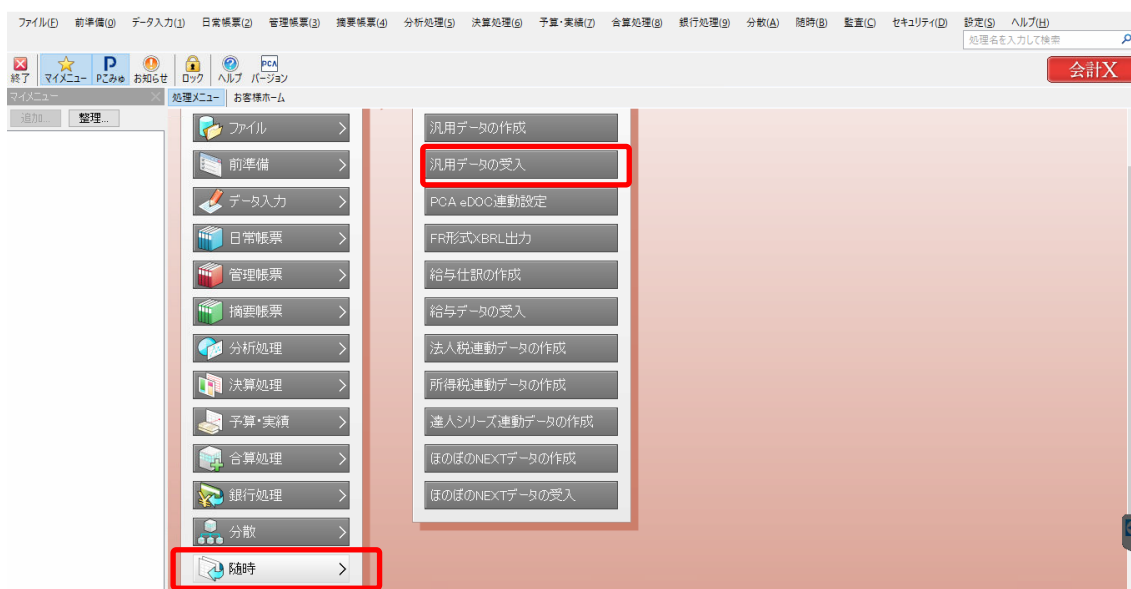 ファイル(F) 前準備(0) データ入力(1) 日常帳票(2) 管理帳票(3) 摘要帳票(4) 分析処理(5) 決算処理(6) 予算・実績(7) 合算処理(8) 銀行処理(9) 分散(A) 随時(B) 監査(C) セキュリティ(D) 設定(S) ヘルプ(H)
処理名を入力して検索
終了 マイメニュー P Pこみゅ お知らせ ロック ヘルプ PCA バージョン
会計X
マイメニュー
処理メニュー お客様ホーム
追加... 整理...
ファイル
前準備
データ入力
日常帳票
管理帳票
摘要帳票
分析処理
決算処理
予算・実績
合算処理
銀行処理
分散
随時
汎用データの作成
汎用データの受入
PCA eDOC連動設定
FR形式XBRL出力
給与仕訳の作成
給与データの受入
法人税連動データの作成
所得税連動データの作成
達人シリーズ連動データの作成
ほのぼのNEXTデータの作成
ほのぼのNEXTデータの受入